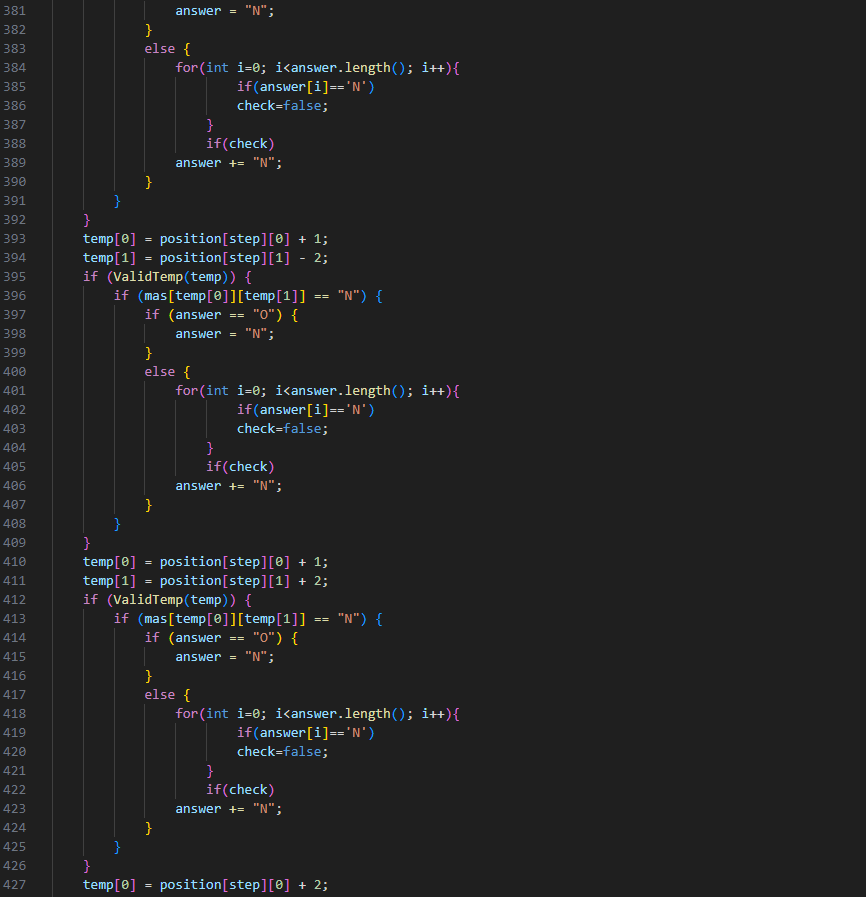 381 answer = "N";
382 }
383 else {
384 for(int i=0; i<answer.length(); i++){
385 if(answer[i]=='N')
386 check=false;
387 }
388 if(check)
389 answer += "N";
390 }
391 }
392 }
393 temp[0] = position[step][0] + 1;
394 temp[1] = position[step][1] - 2;
395 if (ValidTemp(temp)) {
396 if (mas[temp[0]][temp[1]] == "N") {
397 if (answer == "O") {
398 answer = "N";
399 }
400 else {
401 for(int i=0; i<answer.length(); i++){
402 if(answer[i]=='N')
403 check=false;
404 }
405 if(check)
406 answer += "N";
407 }
408 }
409 }
410 temp[0] = position[step][0] + 1;
411 temp[1] = position[step][1] + 2;
412 if (ValidTemp(temp)) {
413 if (mas[temp[0]][temp[1]] == "N") {
414 if (answer == "O") {
415 answer = "N";
416 }
417 else {
418 for(int i=0; i<answer.length(); i++){
419 if(answer[i]=='N')
420 check=false;
421 }
422 if(check)
423 answer += "N";
424 }
425 }
426 }
427 temp[0] = position[step][0] + 2;